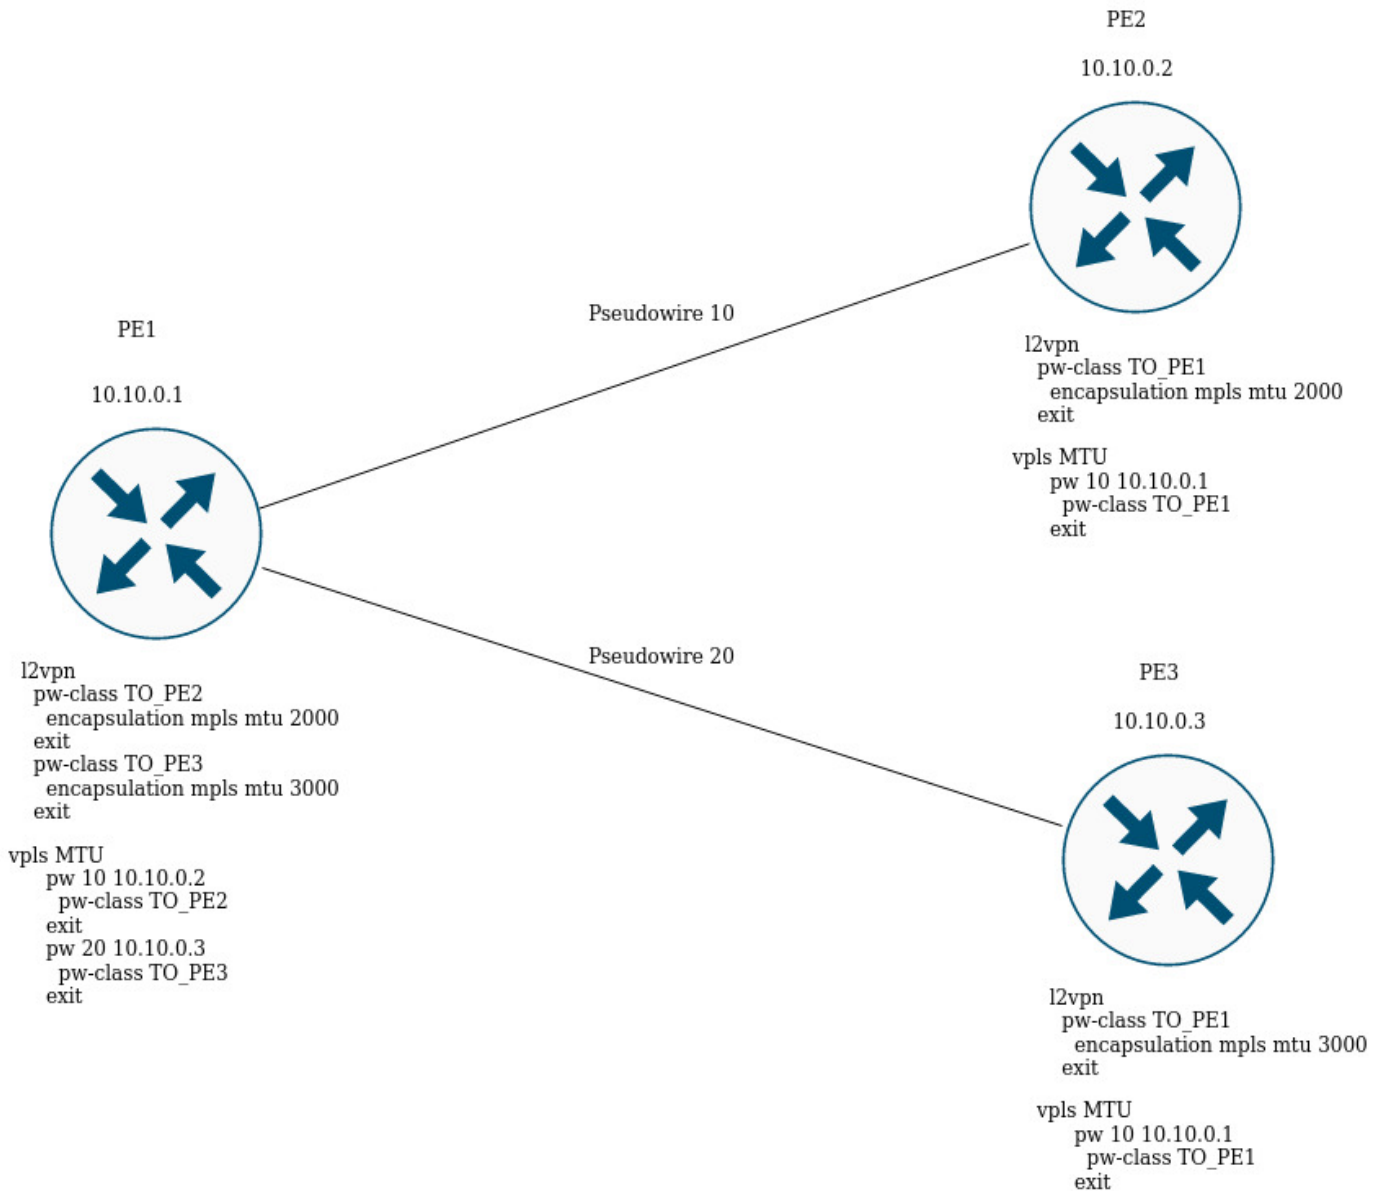 PE2
10.10.0.2
l2vpn
pw-class TO_PE1
encapsulation mpls mtu 2000
exit
vpls MTU
pw 10 10.10.0.1
pw-class TO_PE1
exit
Pseudowire 10
PE1
10.10.0.1
l2vpn
pw-class TO_PE2
encapsulation mpls mtu 2000
exit
pw-class TO_PE3
encapsulation mpls mtu 3000
exit
vpls MTU
pw 10 10.10.0.2
pw-class TO_PE2
exit
pw 20 10.10.0.3
pw-class TO_PE3
exit
Pseudowire 20
PE3
10.10.0.3
l2vpn
pw-class TO_PE1
encapsulation mpls mtu 3000
exit
vpls MTU
pw 10 10.10.0.1
pw-class TO_PE1
exit